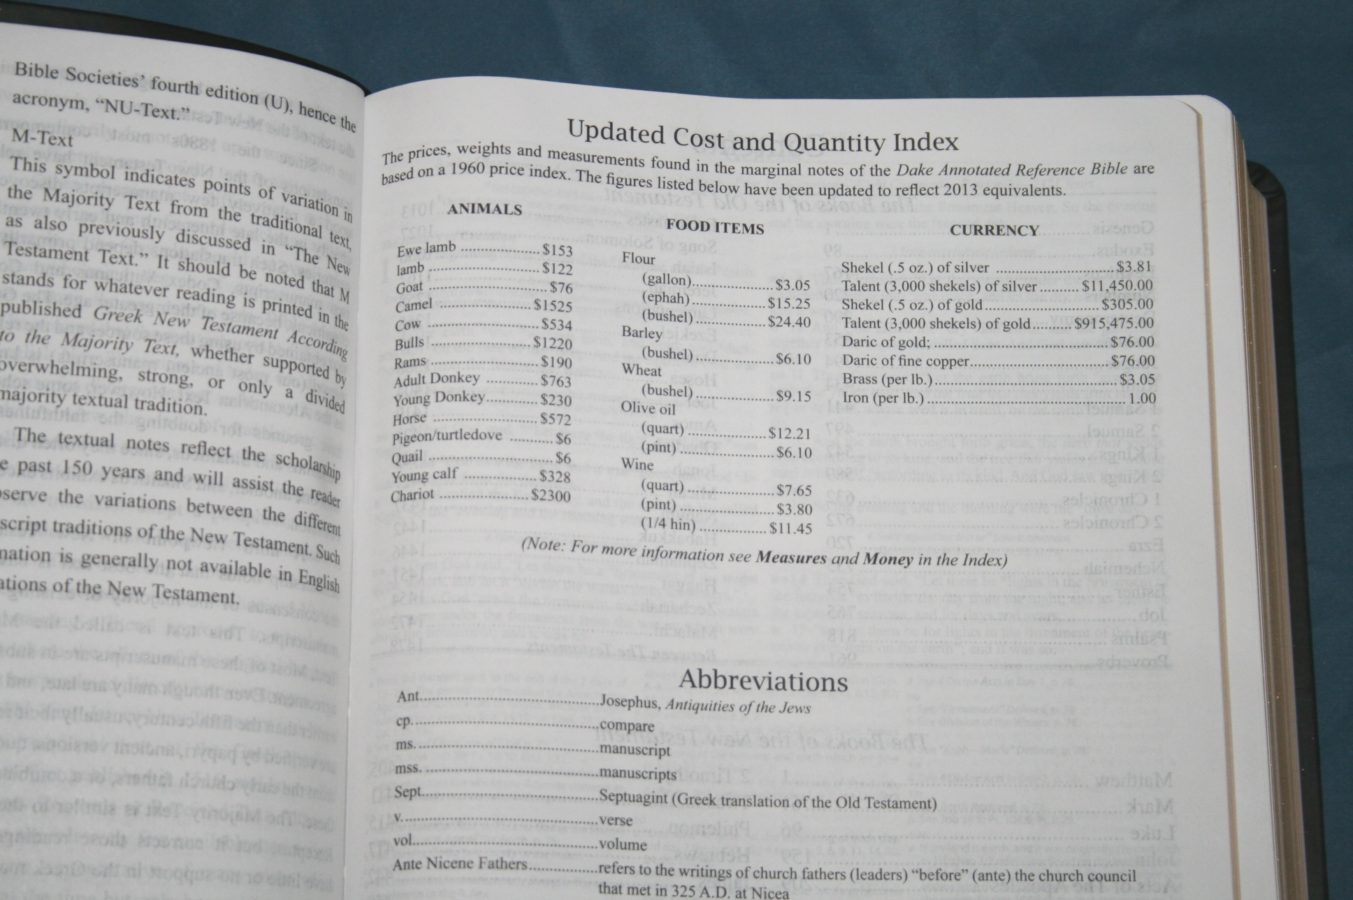 Bible Societies’ fourth edition (U), hence the
acronym, “NU-Text.”
M-Text
This symbol indicates points of variation in
the Majority Text from the traditional text,
as also previously discussed in “The New
Testament Text.” It should be noted that M
stands for whatever reading is printed in the
published Greek New Testament According
to the Majority Text, whether supported by
overwhelming, strong, or only a divided
majority textual tradition.
The textual notes reflect the scholarship
past 150 years and will assist the reader
the variations between the different
traditions of the New Testament. Such
is generally not available in English
of the New Testament.
Updated Cost and Quantity Index
The prices, weights and measurements found in the marginal notes of the Dake Annotated Reference Bible are
based on a 1960 price index. The figures listed below have been updated to reflect 2013 equivalents.
ANIMALS
Ewe lamb ........................ $153
lamb ................................ $122
Goat .................................. $76
Camel ............................ $1525
Cow ................................. $534
Bulls .............................. $1220
Rams ............................... $190
Adult Donkey ................. $763
Young Donkey................. $230
Horse ............................... $572
Pigeon/turtledove ............... $6
Quail .................................... $6
Young calf ...................... $328
Chariot .......................... $2300
FOOD ITEMS
Flour
(gallon)........................ $3.05
(ephah)....................... $15.25
(bushel)...................... $24.40
Barley
(bushel)........................ $6.10
Wheat
(bushel)........................ $9.15
Olive oil
(quart)........................ $12.21
(pint)............................ $6.10
Wine
(quart).......................... $7.65
(pint)............................ $3.80
(1/4 hin)..................... $11.45
CURRENCY
Shekel (.5 oz.) of silver ................................ $3.81
Talent (3,000 shekels) of silver.......... $11,450.00
Shekel (.5 oz.) of gold............................. $305.00
Talent (3,000 shekels) of gold.......... $915,475.00
Daric of gold;............................................ $76.00
Daric of fine copper................................... $76.00
Brass (per lb.).............................................. $3.05
Iron (per lb.)................................................. 1.00
(Note: For more information see Measures and Money in the Index)
Abbreviations
Ant............................................Josephus, Antiquities of the Jews
cp..............................................compare
ms.............................................manuscript
mss...........................................manuscripts
Sept..........................................Septuagint (Greek translation of the Old Testament)
v................................................verse
vol............................................volume
Ante Nicene Fathers.................refers to the writings of church fathers (leaders) “before” (ante) the church council
that met in 325 A.D. at Nicea